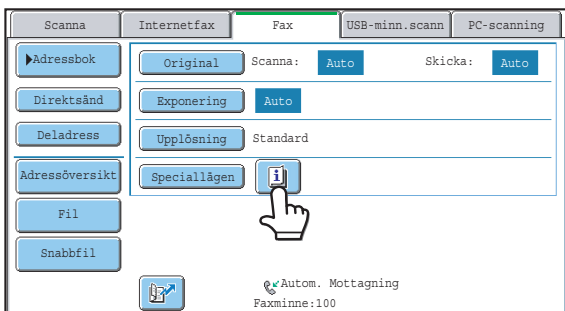 Scanna Internetfax Fax USB-minn.scann PC-scanning
Adressbok Original Scanna: Auto Skicka: Auto
Direktsänd Exponering Auto
Deladress Upplösning Standard
Adressöversikt Speciallägen
Fil
Snabbfil
Autom. Mottagning
Faxminne:100